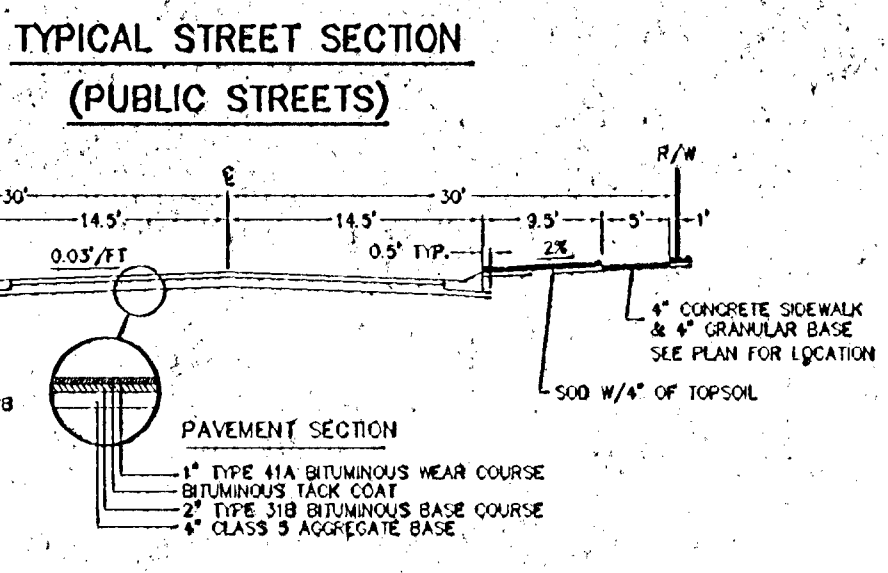 TYPICAL STREET SECTION
(PUBLIC STREETS)
R/W
℄
30'
30'
14.5'
14.5'
9.5'
5'
1'
0.03'/FT
0.5' TYP.
2%
4" CONCRETE SIDEWALK
& 4" GRANULAR BASE
SEE PLAN FOR LOCATION
SOD W/4" OF TOPSOIL
PAVEMENT SECTION
1" TYPE 41A BITUMINOUS WEAR COURSE
BITUMINOUS TACK COAT
2" TYPE 31B BITUMINOUS BASE COURSE
4" CLASS 5 AGGREGATE BASE